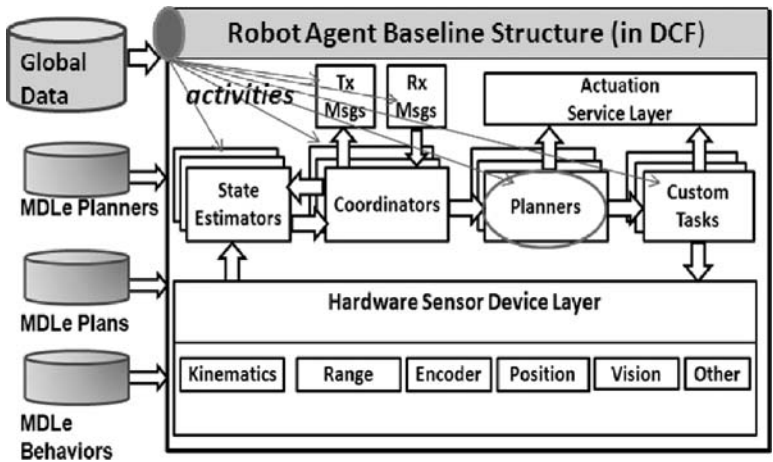 Robot Agent Baseline Structure (in DCF)
Global
Data
activities
Tx
Msgs
Rx
Msgs
Actuation
Service Layer
MDLe Planners
State
Estimators
Coordinators
Planners
Custom
Tasks
MDLe Plans
Hardware Sensor Device Layer
Kinematics
Range
Encoder
Position
Vision
Other
MDLe
Behaviors